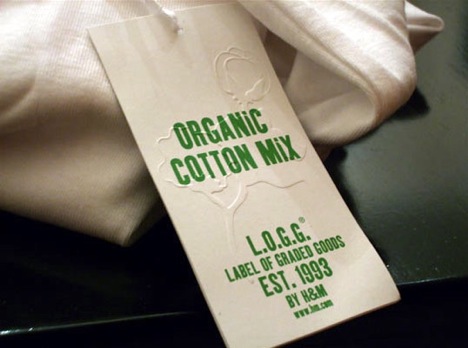 ORGANiC
COTTON MiX
L.O.G.G.®
LABEL OF GRADED GOODS
EST. 1993
BY H&M
www.hm.com